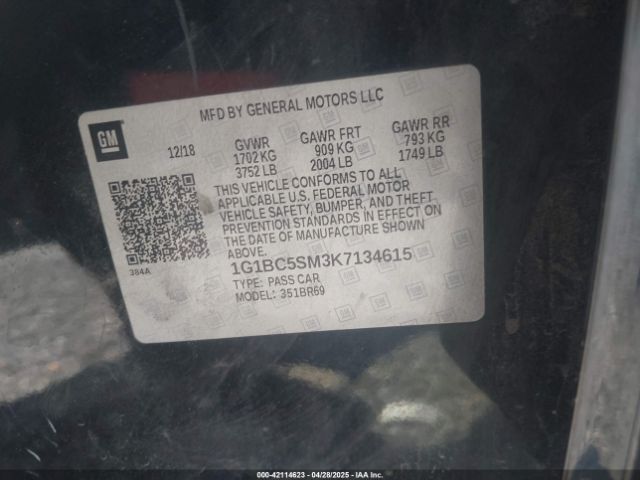 MFD BY GENERAL MOTORS LLC
GM
12/18
GVWR GAWR FRT GAWR RR
1702 KG 909 KG 793 KG
3752 LB 2004 LB 1749 LB
THIS VEHICLE CONFORMS TO ALL
APPLICABLE U.S. FEDERAL MOTOR
VEHICLE SAFETY, BUMPER, AND THEFT
PREVENTION STANDARDS IN EFFECT ON
THE DATE OF MANUFACTURE SHOWN
ABOVE.
384A
1G1BC5SM3K7134615
TYPE: PASS CAR
MODEL: 351BR69
000-42114623 - 04/28/2025 - IAA Inc.